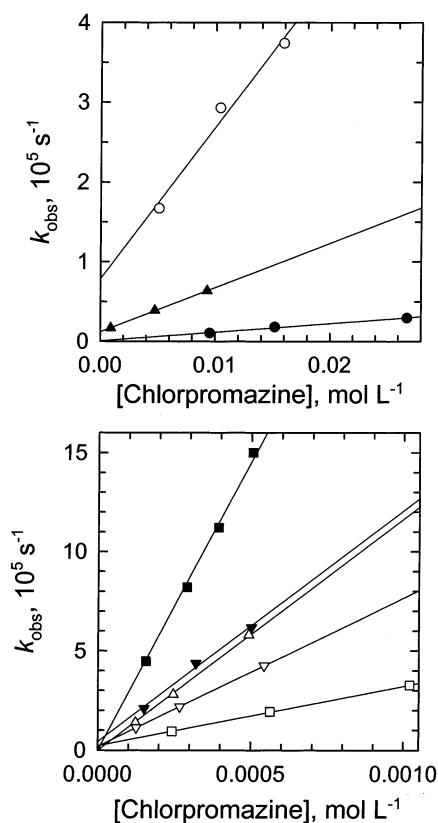 4
3
2
1
0
k_obs, 10^5 s^-1
0.00 0.01 0.02
[Chlorpromazine], mol L^-1
15
10
5
0
k_obs, 10^5 s^-1
0.0000 0.0005 0.0010
[Chlorpromazine], mol L^-1